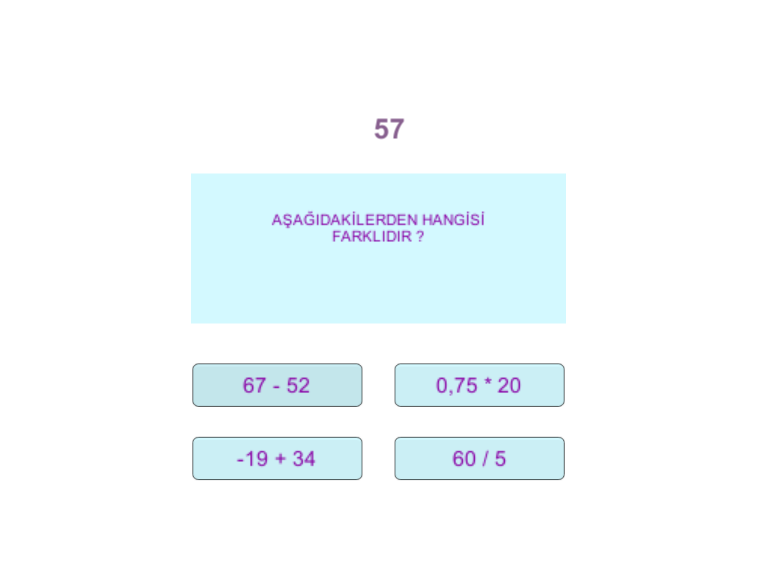 57
AŞAĞIDAKİLERDEN HANGİSİ
FARKLIDIR ?
67 - 52
0,75 * 20
-19 + 34
60 / 5